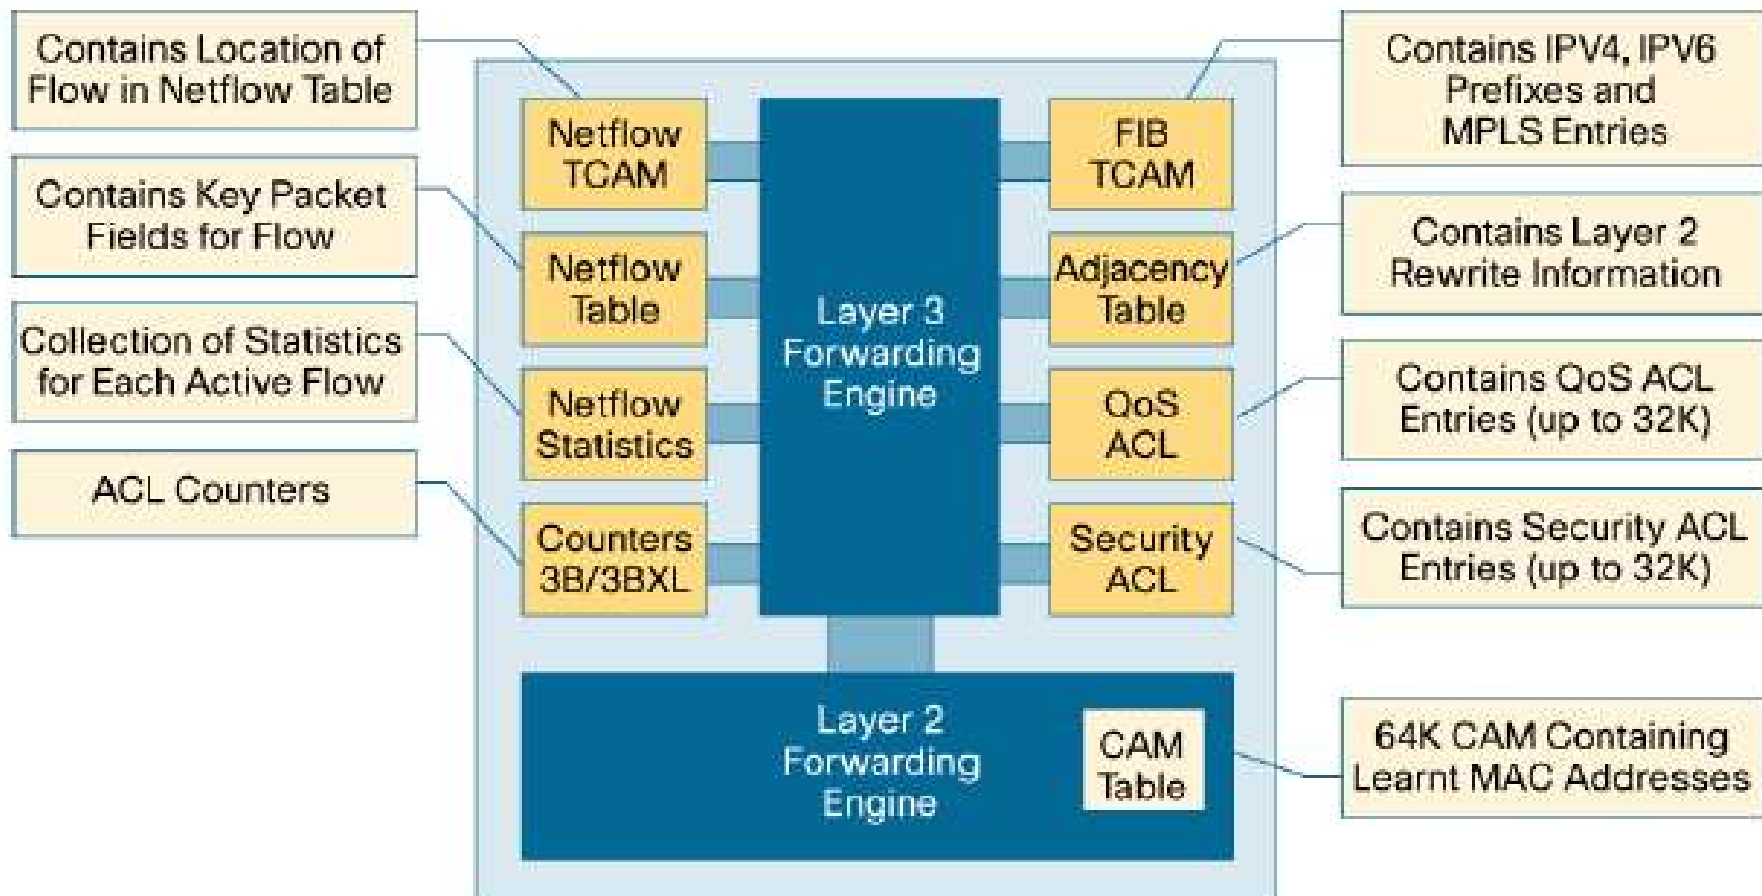 Contains Location of
Flow in Netflow Table
Contains Key Packet
Fields for Flow
Collection of Statistics
for Each Active Flow
ACL Counters
Netflow
TCAM
Netflow
Table
Netflow
Statistics
Counters
3B/3BXL
Layer 3
Forwarding
Engine
FIB
TCAM
Adjacency
Table
QoS
ACL
Security
ACL
Layer 2
Forwarding
Engine
CAM
Table
Contains IPV4, IPV6
Prefixes and
MPLS Entries
Contains Layer 2
Rewrite Information
Contains QoS ACL
Entries (up to 32K)
Contains Security ACL
Entries (up to 32K)
64K CAM Containing
Learnt MAC Addresses